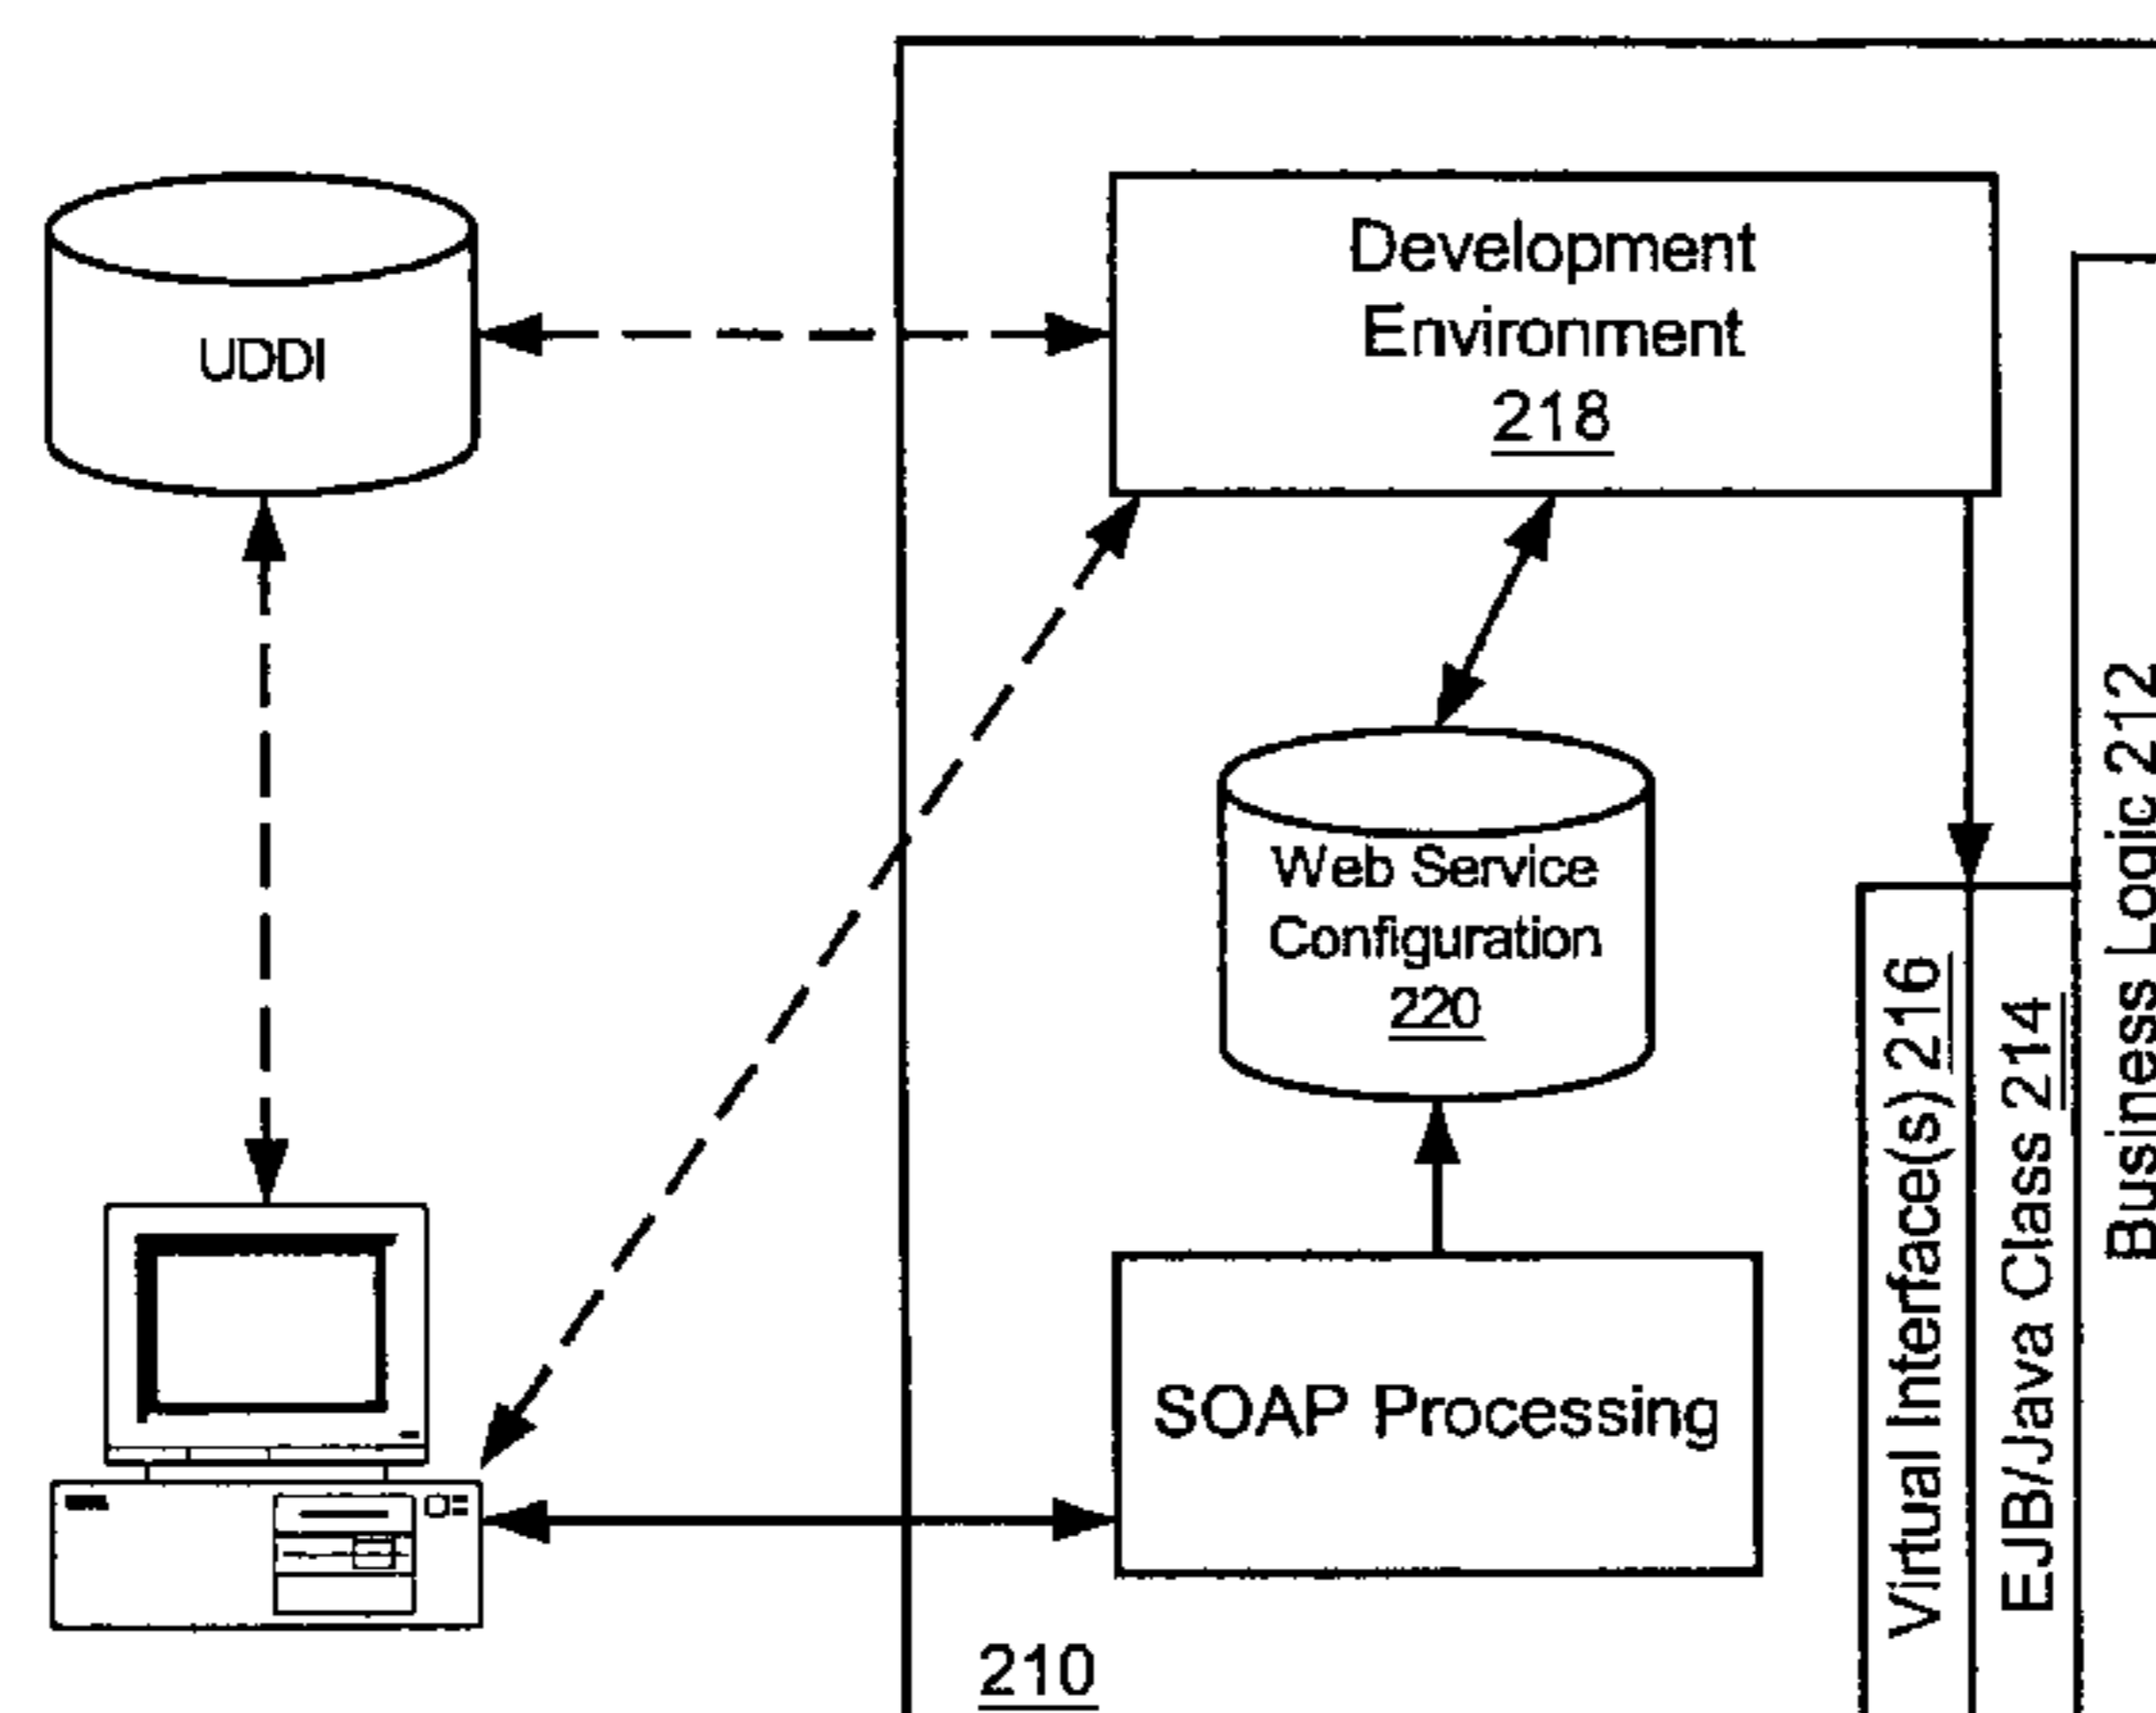 UDDI
Development
Environment
218
Web Service
Configuration
220
SOAP Processing
210
Virtual Interface(s) 216
EJB/Java Class 214
Business Logic 212